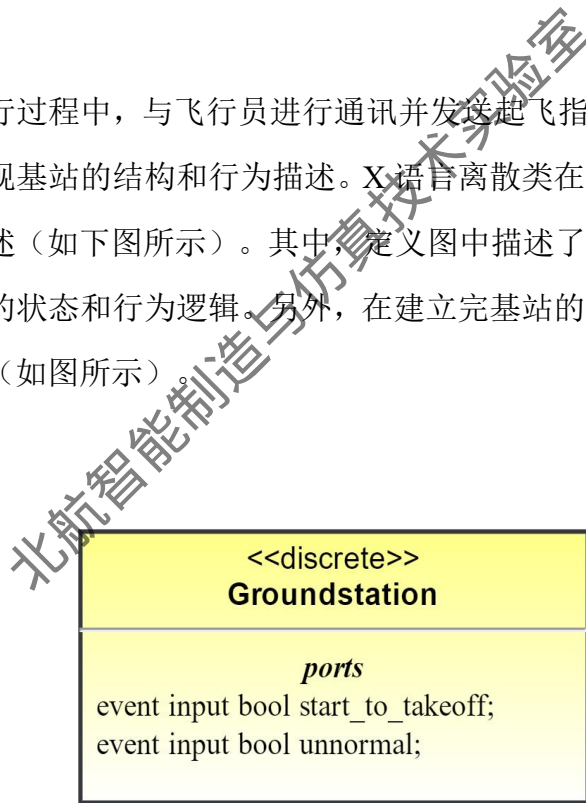 行过程中，与飞行员进行通讯并发送起飞指
现基站的结构和行为描述。X 语言离散类在
述（如下图所示）。其中，定义图中描述了
的状态和行为逻辑。另外，在建立完基站的
（如图所示）。
北航智能制造与仿真技术实验室
<<discrete>>
Groundstation
ports
event input bool start_to_takeoff;
event input bool unnormal;